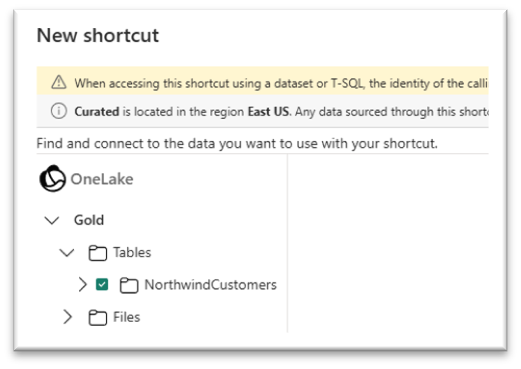 New shortcut
When accessing this shortcut using a dataset or T-SQL, the identity of the calli
Curated is located in the region East US. Any data sourced through this short
Find and connect to the data you want to use with your shortcut.
OneLake
Gold
Tables
NorthwindCustomers
Files